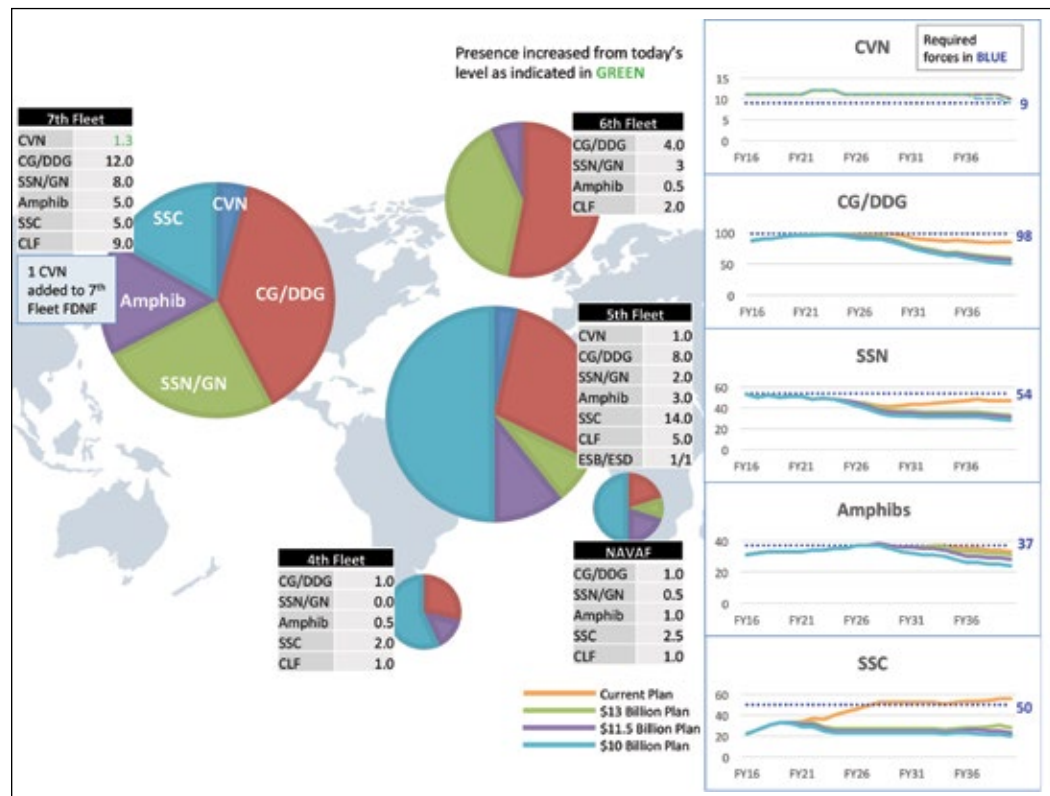 Presence increased from today's
level as indicated in GREEN
7th Fleet
CVN 1.3
CG/DDG 12.0
SSN/GN 8.0
Amphib 5.0
SSC 5.0
CLF 9.0
1 CVN
added to 7th
Fleet FDNF
SSC
CVN
CG/DDG
Amphib
SSN/GN
6th Fleet
CG/DDG 4.0
SSN/GN 3
Amphib 0.5
CLF 2.0
5th Fleet
CVN 1.0
CG/DDG 8.0
SSN/GN 2.0
Amphib 3.0
SSC 14.0
CLF 5.0
ESB/ESD 1/1
4th Fleet
CG/DDG 1.0
SSN/GN 0.0
Amphib 0.5
SSC 2.0
CLF 1.0
NAVAF
CG/DDG 1.0
SSN/GN 0.5
Amphib 1.0
SSC 2.5
CLF 1.0
Current Plan
$13 Billion Plan
$11.5 Billion Plan
$10 Billion Plan
CVN
Required
forces in BLUE
15
10
5
0
9
FY16 FY21 FY26 FY31 FY36
CG/DDG
100
50
0
98
FY16 FY21 FY26 FY31 FY36
SSN
60
40
20
0
54
FY16 FY21 FY26 FY31 FY36
Amphibs
40
20
0
37
FY16 FY21 FY26 FY31 FY36
SSC
60
40
20
0
50
FY16 FY21 FY26 FY31 FY36